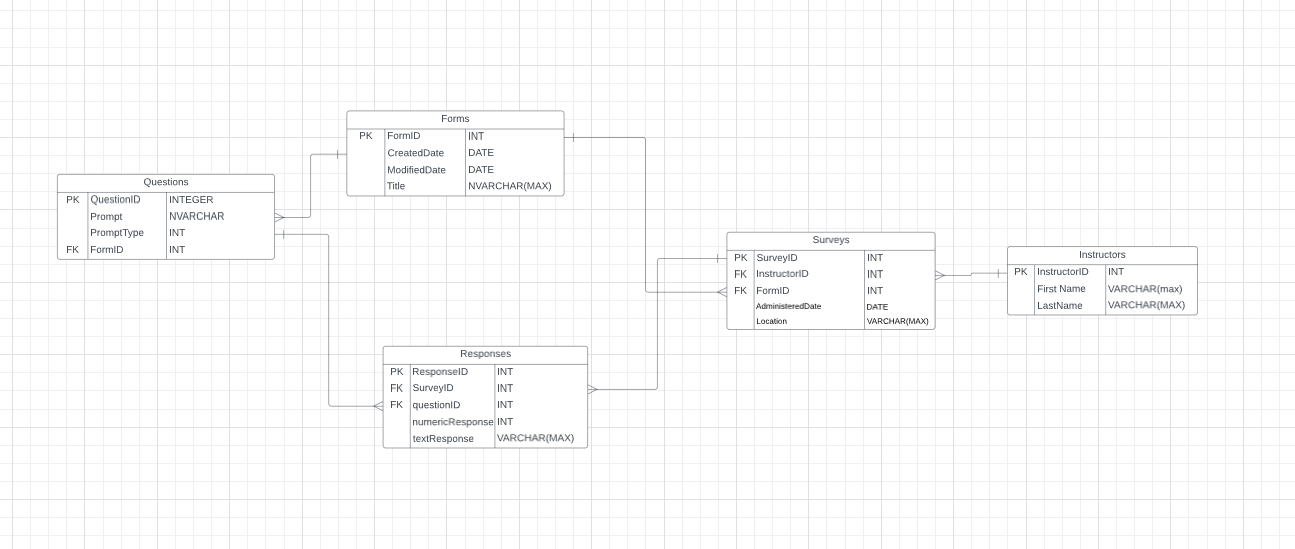 Forms
PK FormID INT
CreatedDate DATE
ModifiedDate DATE
Title NVARCHAR(MAX)
Questions
PK QuestionID INTEGER
Prompt NVARCHAR
PromptType INT
FK FormID INT
Surveys
PK SurveyID INT
FK InstructorID INT
FK FormID INT
AdministeredDate DATE
Location VARCHAR(MAX)
Instructors
PK InstructorID INT
First Name VARCHAR(max)
LastName VARCHAR(MAX)
Responses
PK ResponseID INT
FK SurveyID INT
FK questionID INT
numericResponse INT
textResponse VARCHAR(MAX)